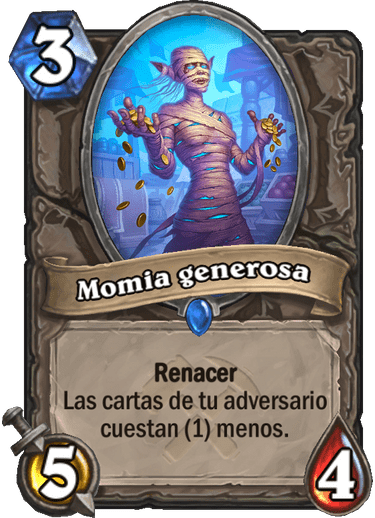 3
Momia generosa
Renacer
Las cartas de tu adversario
cuestan (1) menos.
5
4